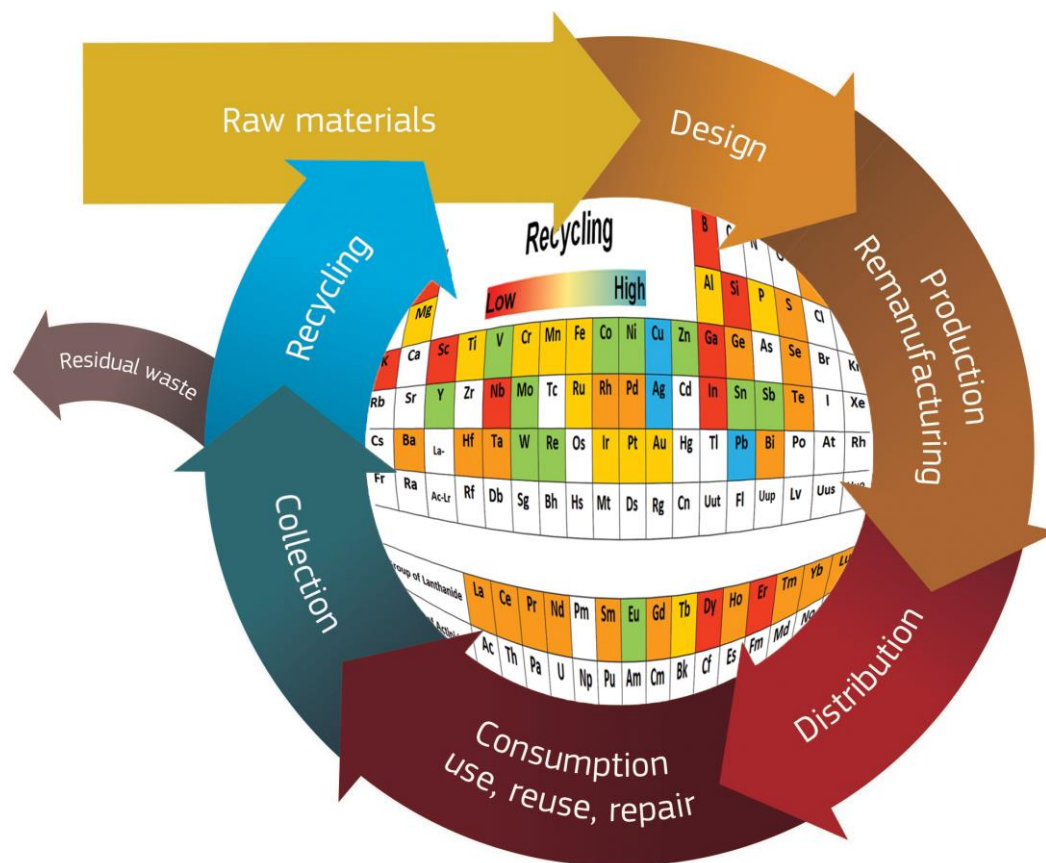 Raw materials
Design
Production
Remanufacturing
Distribution
Consumption
use, reuse, repair
Collection
Recycling
Residual waste
Recycling
Low High
B
Mg Al Si P S Cl
K Ca Sc Ti V Cr Mn Fe Co Ni Cu Zn Ga Ge As Se Br Kr
Rb Sr Y Zr Nb Mo Tc Ru Rh Pd Ag Cd In Sn Sb Te I Xe
Cs Ba La- Hf Ta W Re Os Ir Pt Au Hg Tl Pb Bi Po At Rh
Fr Ra Ac-Lr Rf Db Sg Bh Hs Mt Ds Rg Cn Uut Fl Uup Lv Uus
of Lanthanide La Ce Pr Nd Pm Sm Eu Gd Tb Dy Ho Er Tm Yb Lu
Ac Th Pa U Np Pu Am Cm Bk Cf Es Fm Md No